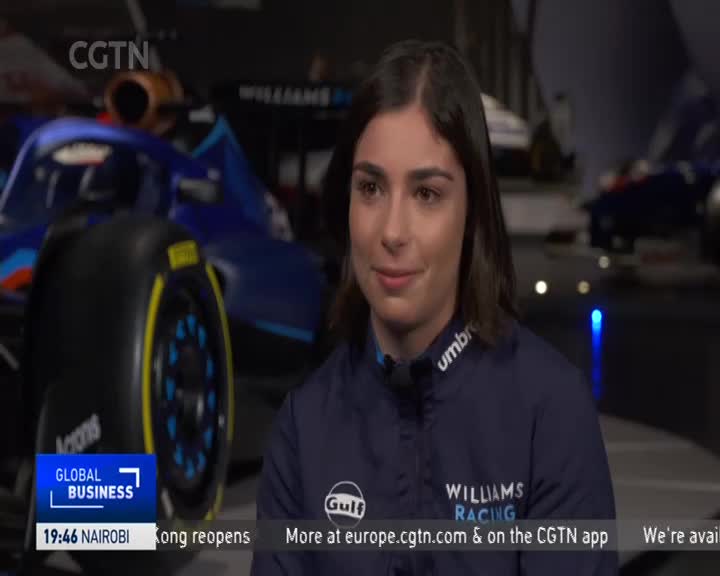 CGTN
WILLIAMS
umbro
Acronis
Gulf
WILLIAMS
RACING
GLOBAL
BUSINESS
19:46 NAIROBI
Kong reopens More at europe.cgtn.com & on the CGTN app We're avai